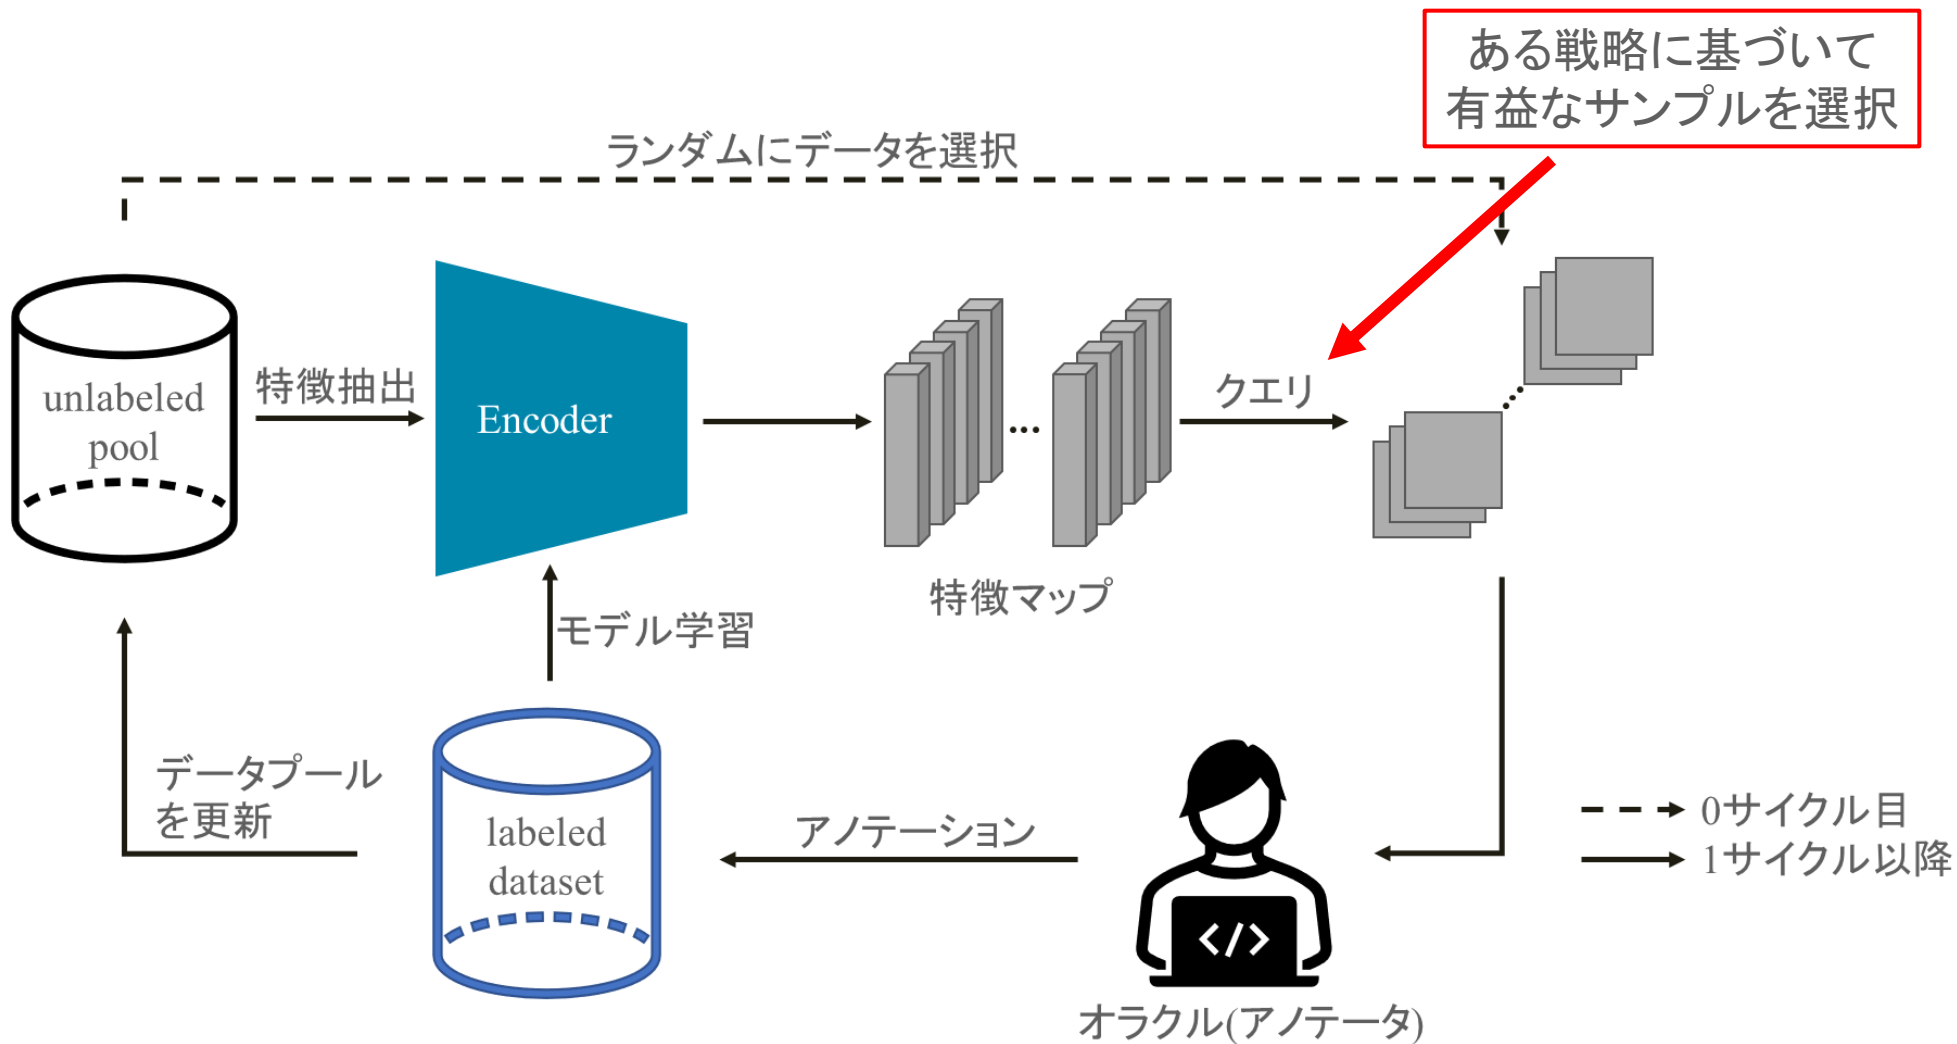 ある戦略に基づいて
有益なサンプルを選択
ランダムにデータを選択
unlabeled
pool
特徴抽出
Encoder
...
クエリ
...
特徴マップ
モデル学習
データプール
を更新
labeled
dataset
アノテーション
</>
オラクル(アノテータ)
0サイクル目
1サイクル以降